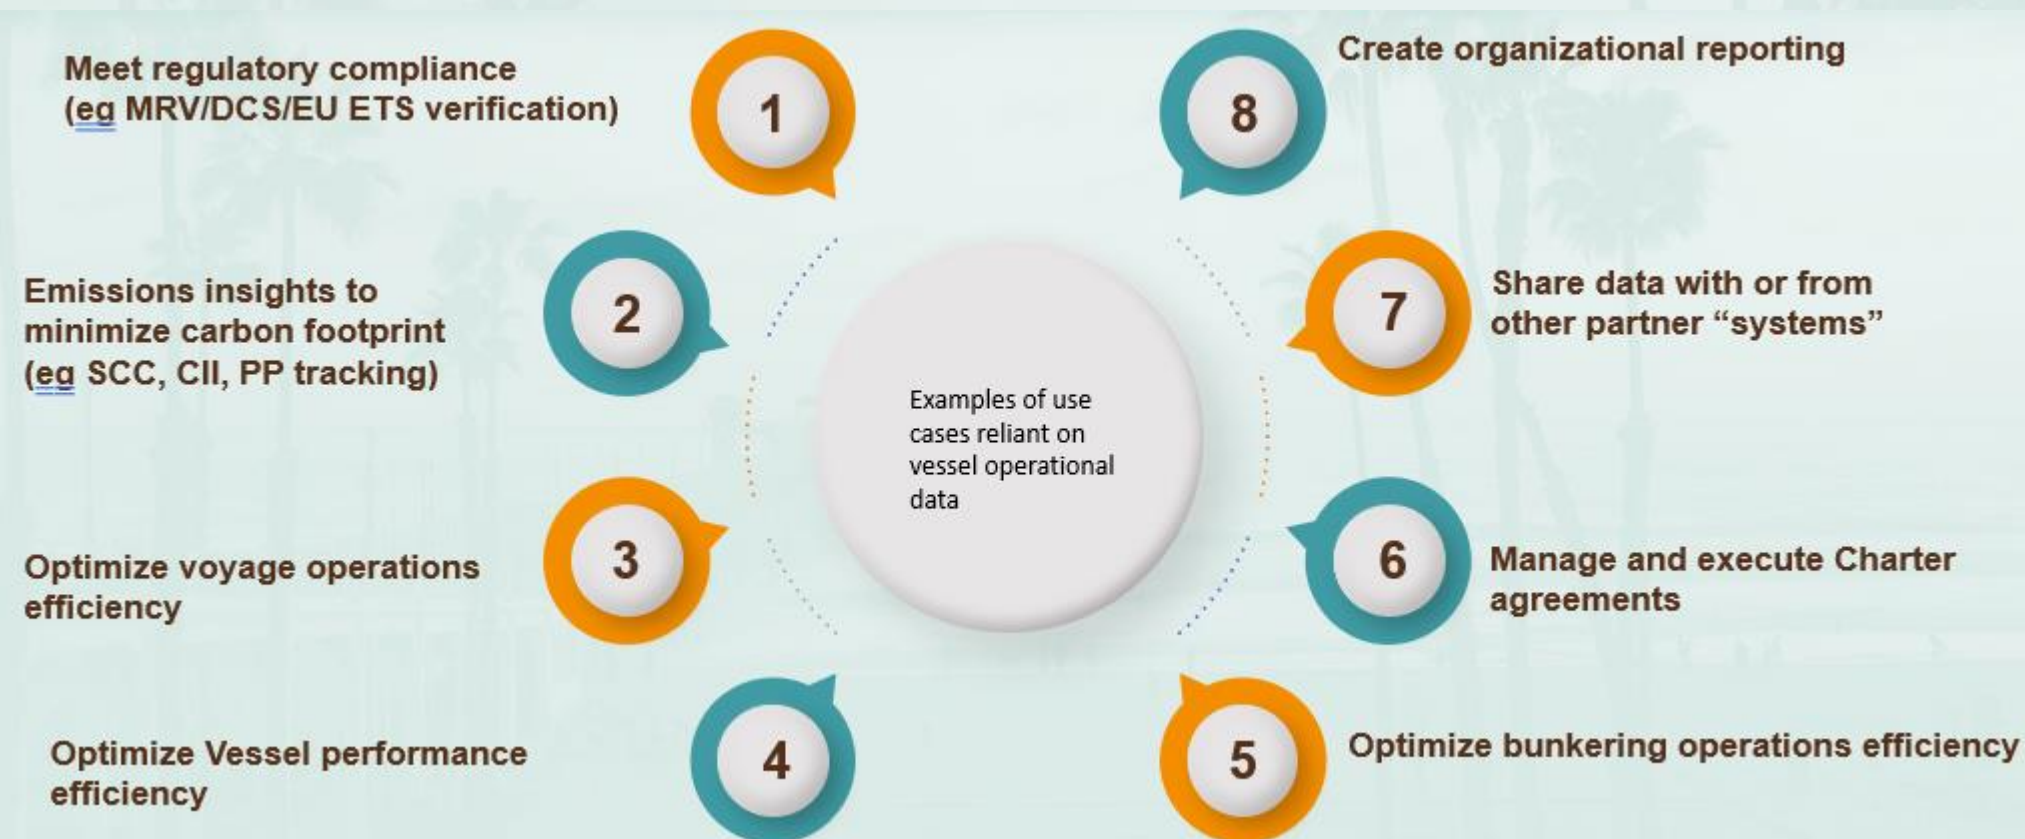 Meet regulatory compliance
(eg MRV/DCS/EU ETS verification)
1
Emissions insights to
minimize carbon footprint
(eg SCC, CII, PP tracking)
2
Optimize voyage operations
efficiency
3
Optimize Vessel performance
efficiency
4
Examples of use
cases reliant on
vessel operational
data
5
Optimize bunkering operations efficiency
6
Manage and execute Charter
agreements
7
Share data with or from
other partner “systems”
8
Create organizational reporting